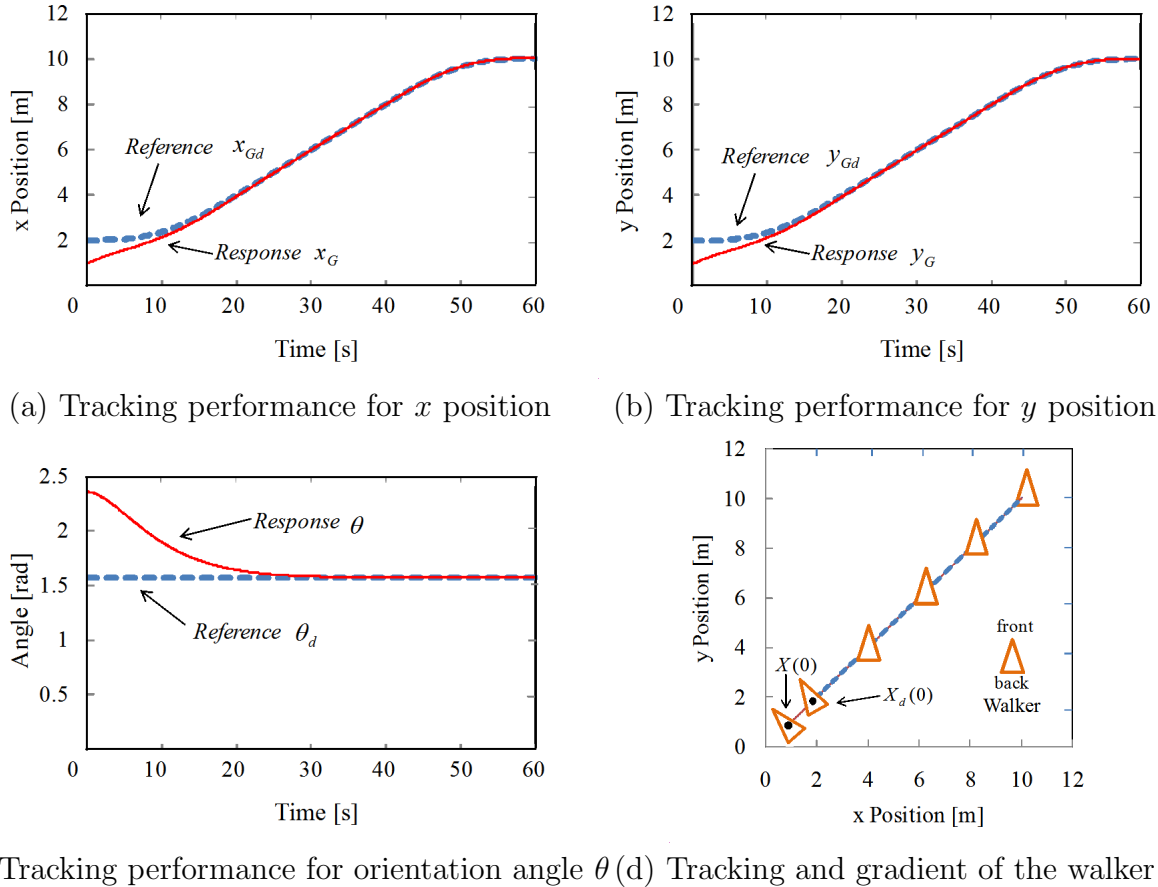 12
10
8
6
4
2
x Position [m]
Reference x_{Gd}
Response x_G
0 10 20 30 40 50 60
Time [s]
(a) Tracking performance for x position
12
10
8
6
4
2
y Position [m]
Reference y_{Gd}
Response y_G
0 10 20 30 40 50 60
Time [s]
(b) Tracking performance for y position
2.5
2
1.5
1
0.5
Angle [rad]
Response θ
Reference θ_d
0 10 20 30 40 50 60
Time [s]
Tracking performance for orientation angle θ
12
10
8
6
4
2
0
y Position [m]
X(0)
X_d(0)
front
back
Walker
0 2 4 6 8 10 12
x Position [m]
(d) Tracking and gradient of the walker